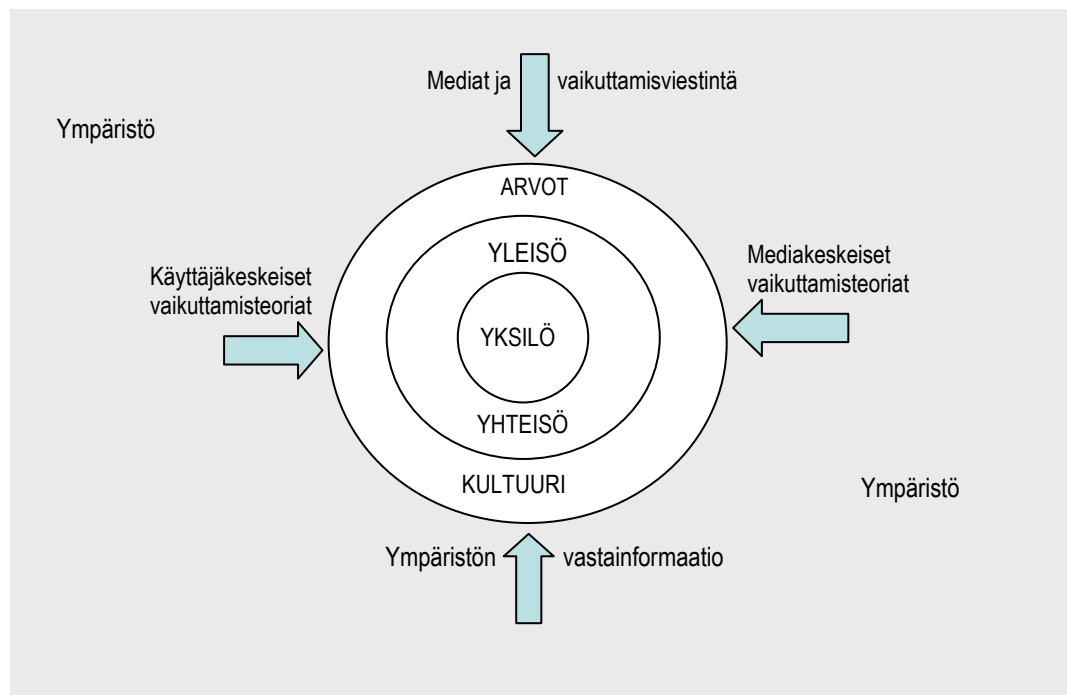 Mediat ja vaikuttamisviestintä
Ympäristö
ARVOT
YLEISÖ
Käyttäjäkeskeiset
vaikuttamisteoriat
Mediakeskeiset
vaikuttamisteoriat
YKSILÖ
YHTEISÖ
KULTUURI
Ympäristö
Ympäristön vastainformaatio